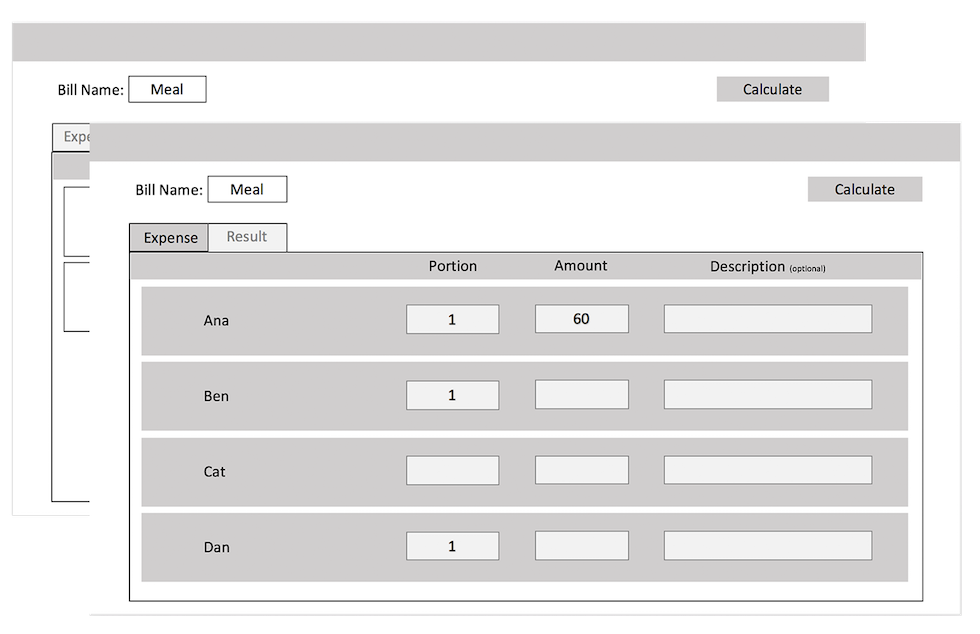 Bill Name: Meal Calculate
Expe
Bill Name: Meal Calculate
Expense Result
Portion Amount Description (optional)
Ana 1 60
Ben 1
Cat
Dan 1